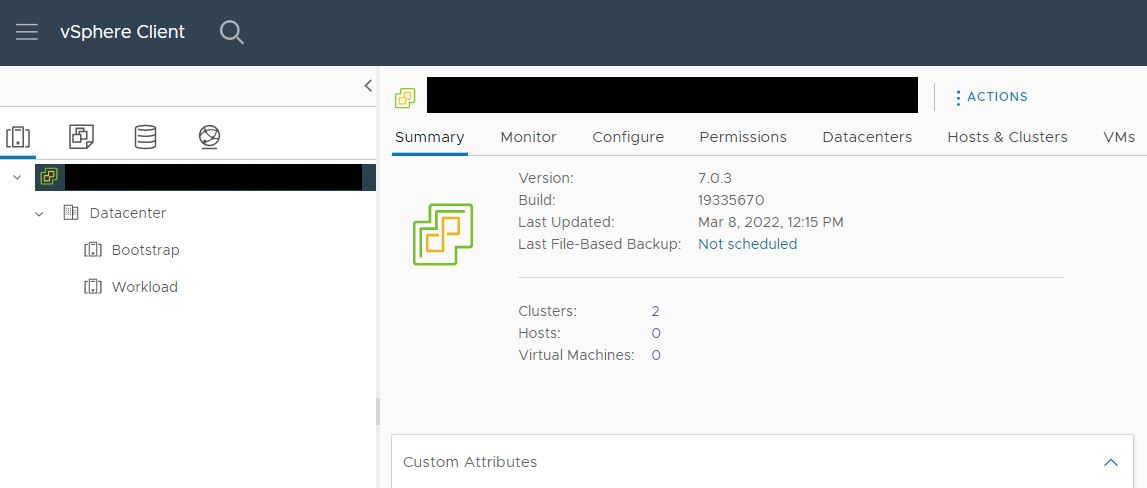 vSphere Client
ACTIONS
Summary Monitor Configure Permissions Datacenters Hosts & Clusters VMs
Datacenter
Bootstrap
Workload
Version: 7.0.3
Build: 19335670
Last Updated: Mar 8, 2022, 12:15 PM
Last File-Based Backup: Not scheduled
Clusters: 2
Hosts: 0
Virtual Machines: 0
Custom Attributes